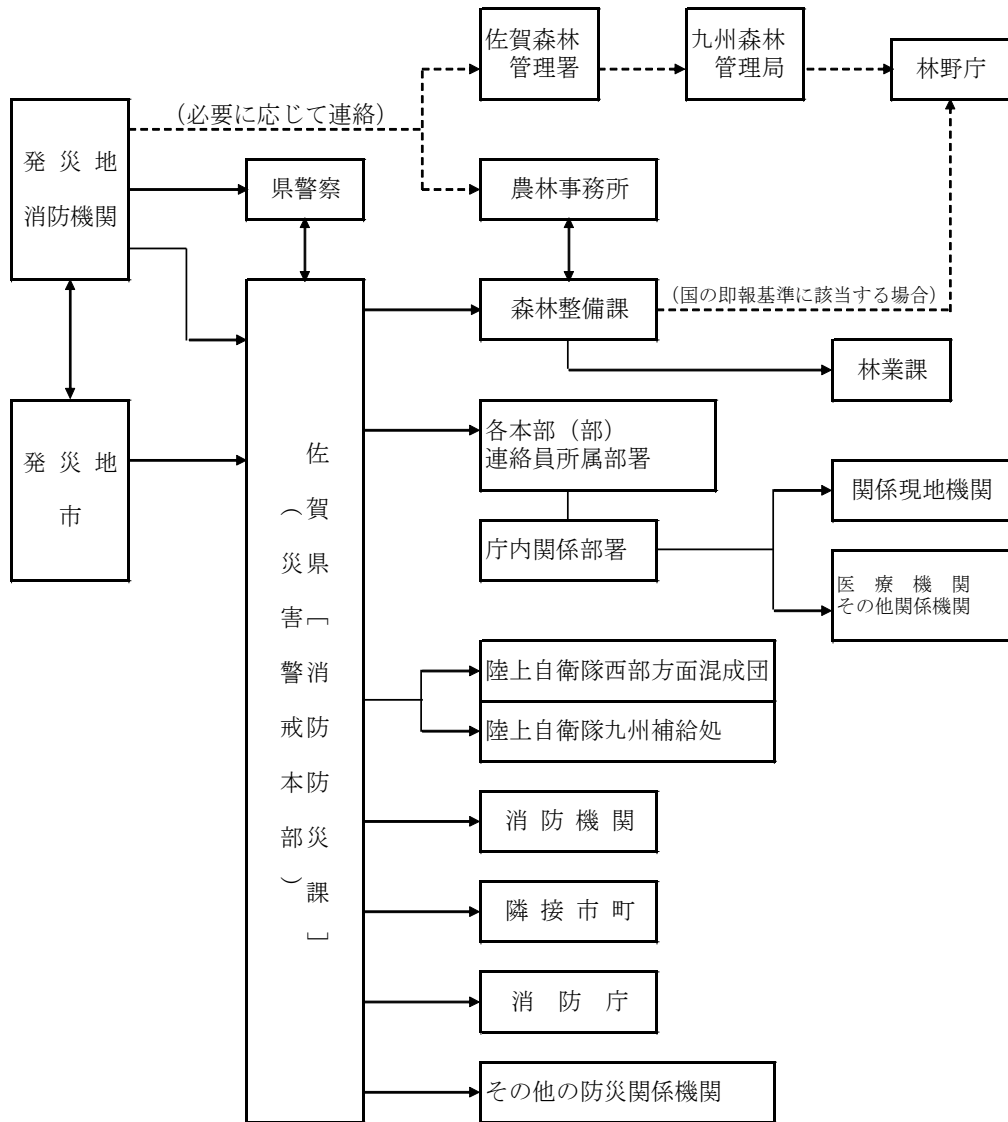 佐賀森林
管理署
九州森林
管理局
林野庁
（必要に応じて連絡）
発災地
消防機関
県警察
農林事務所
森林整備課
（国の即報基準に該当する場合）
林業課
発災地
市
佐賀県［消防防災課］
（災害警戒本部）
各本部（部）
連絡員所属部署
関係現地機関
庁内関係部署
医療機関
その他関係機関
陸上自衛隊西部方面混成団
陸上自衛隊九州補給処
消防機関
隣接市町
消防庁
その他の防災関係機関